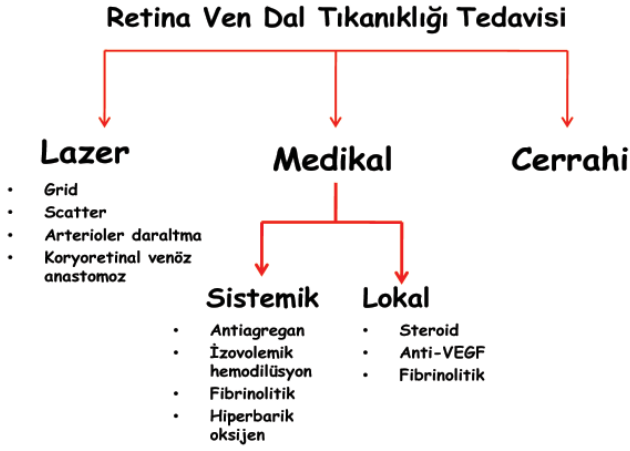 Retina Ven Dal Tıkanıklığı Tedavisi
Lazer
• Grid
• Scatter
• Arterioler daraltma
• Koryoretinal venöz
anastomoz
Medikal
Cerrahi
Sistemik
• Antiagregan
• İzovolemik
hemodilüsyon
• Fibrinolitik
• Hiperbarik
oksijen
Lokal
• Steroid
• Anti-VEGF
• Fibrinolitik